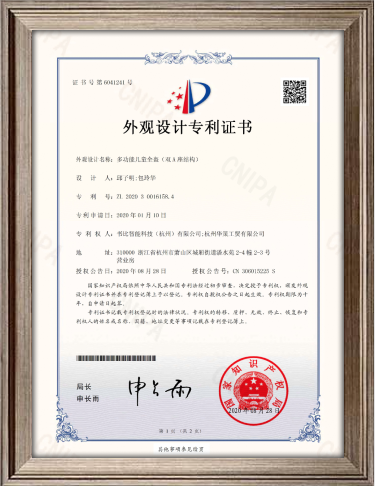 证书号第6041241号
外观设计专利证书
外观设计名称：多功能儿童坐曲（双A座结构）
设 计 人：邱子明;包玲华
专 利 号：ZL 2020 3 0016158.4
专利申请日：2020年01月10日
专 利 权 人：书比智能科技（杭州）有限公司;杭州华策工贸有限公司
地 址：310000 浙江省杭州市萧山区
2-4幢2-3号
营业房
授权公告日：2020年08月28日 授权公告号：CN 306015225 S
国家知识产权局依照中华人民共和国专利法经过初步审查，决定授予专利权，颁发外观
设计专利证书并在专利登记簿上予以登记。专利权自授权公告之日起生效。专利权期限为十
年，自申请日起算。
专利证书记载专利权登记时的法律状况。专利权的转移、质押、无效、终止、恢复和专
利权人的姓名或名称、国籍、地址变更等事项记载在专利登记簿上。
局长
申长雨
申长雨
国家知识产权局
2020年08月28日
第 1 页（共 2 页）
其他事项参见续页
CNIPA